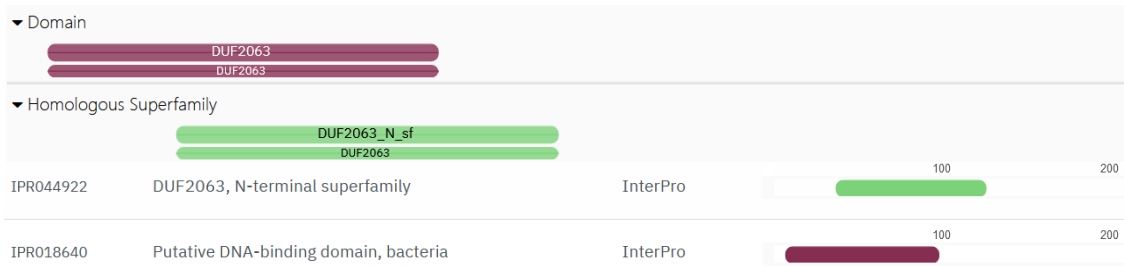 Domain
DUF2063
DUF2063
Homologous Superfamily
DUF2063_N_sf
DUF2063
100 200
IPR044922 DUF2063, N-terminal superfamily InterPro
100 200
IPR018640 Putative DNA-binding domain, bacteria InterPro